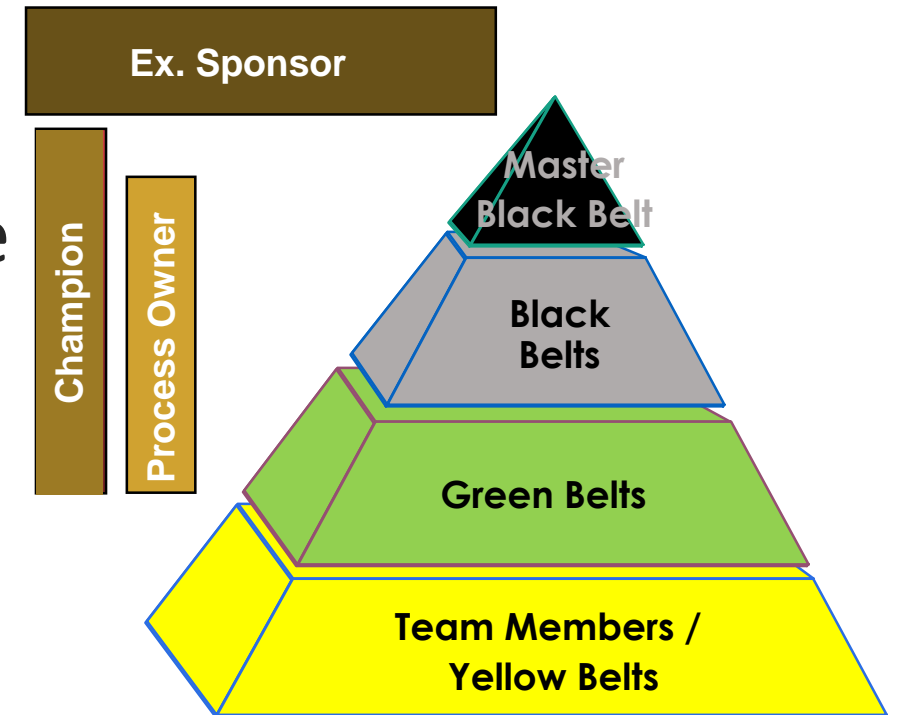 Ex. Sponsor
e
Champion
Process Owner
Master
Black Belt
Black
Belts
Green Belts
Team Members /
Yellow Belts